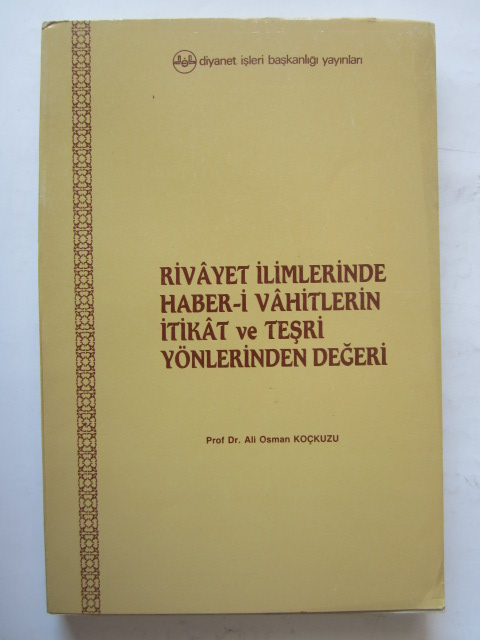 diyanet işleri başkanlığı yayınları
RİVÂYET İLİMLERİNDE
HABER-İ VÂHİTLERİN
İTİKÂT ve TEŞRİ
YÖNLERİNDEN DEĞERİ
Prof Dr. Ali Osman KOÇKUZU